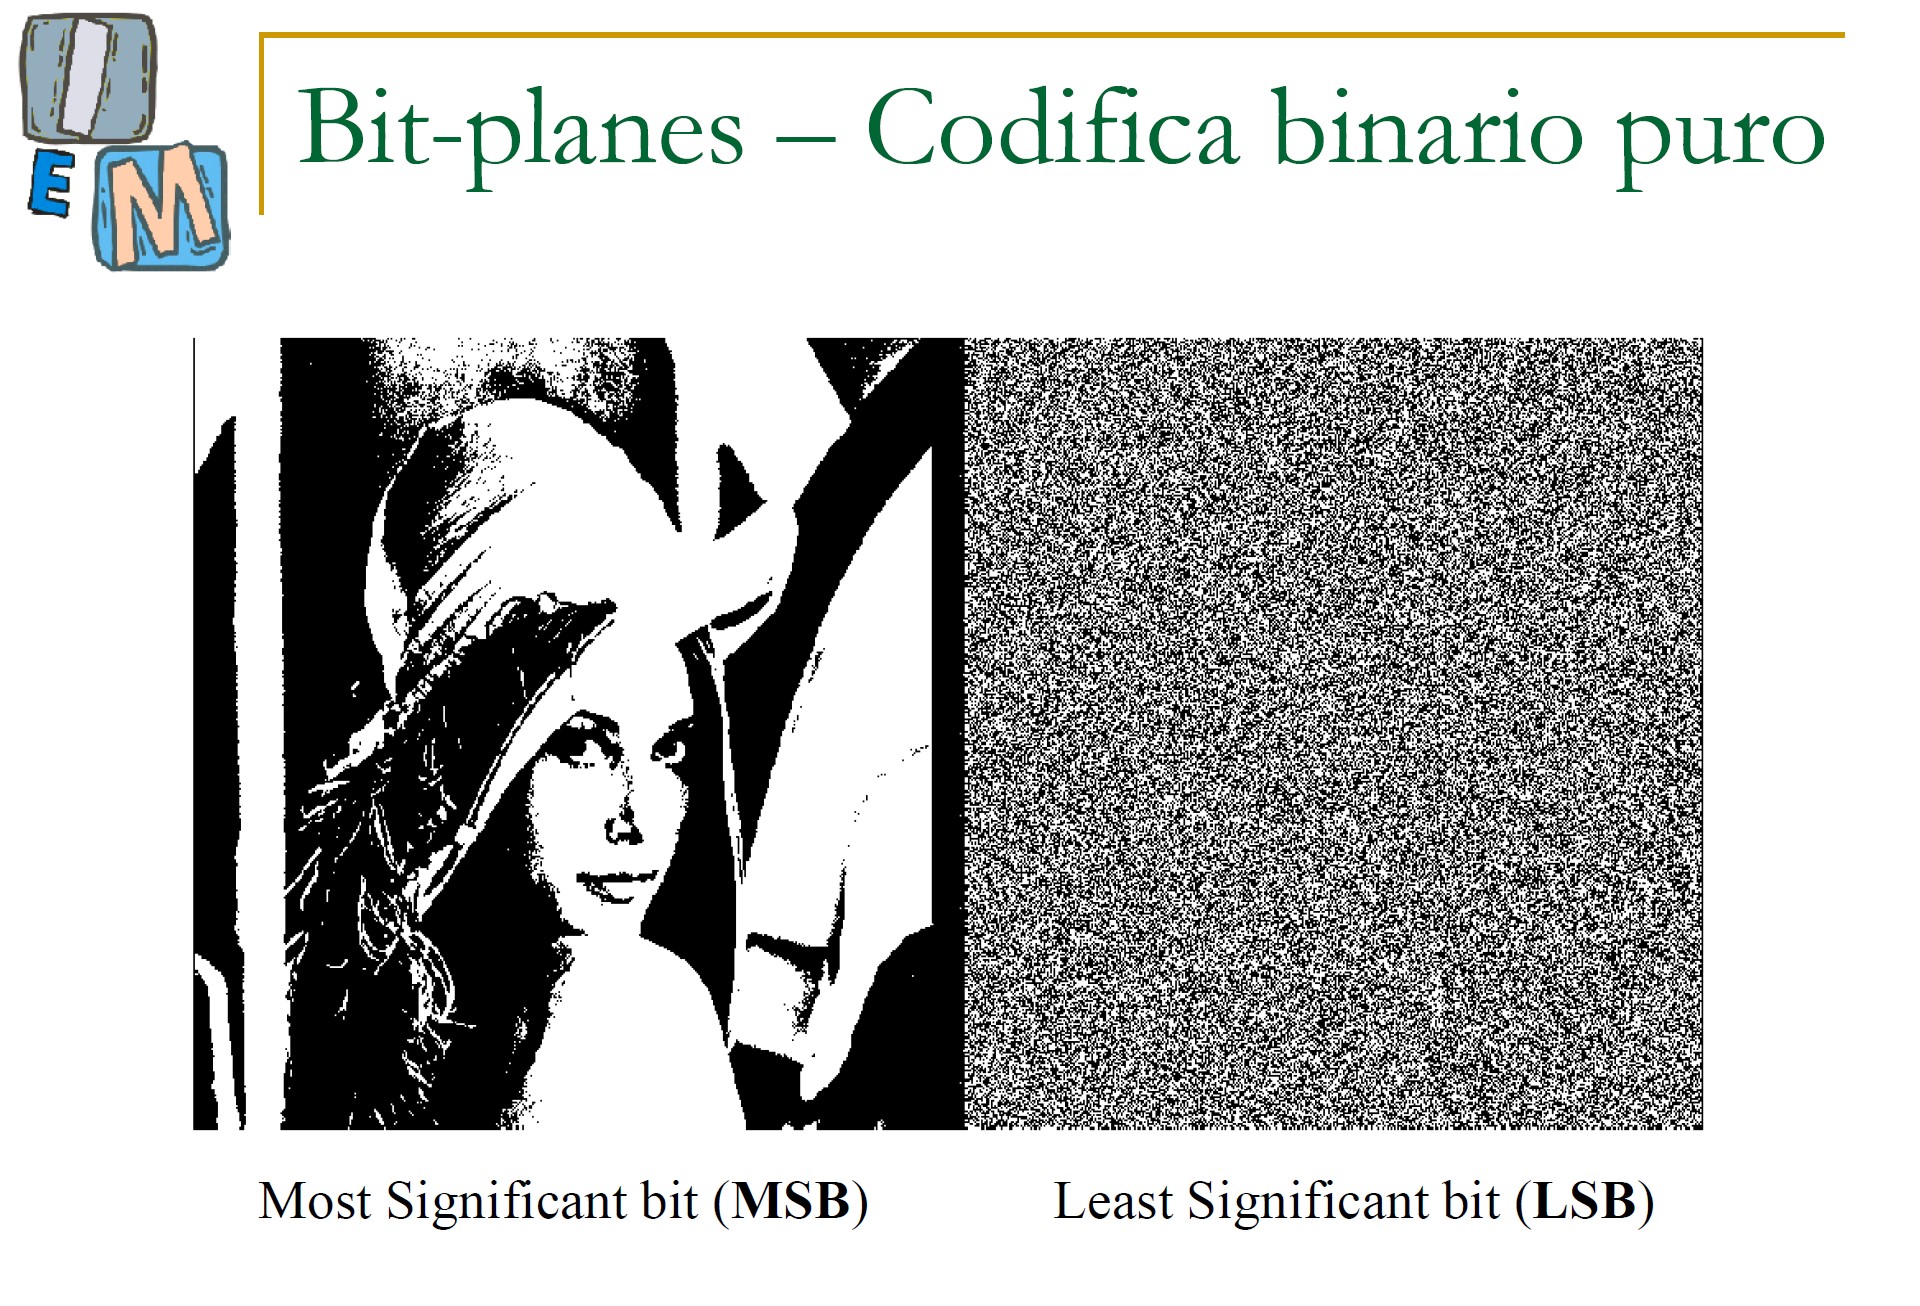 I
E M
Bit-planes – Codifica binario puro
Most Significant bit (MSB)
Least Significant bit (LSB)